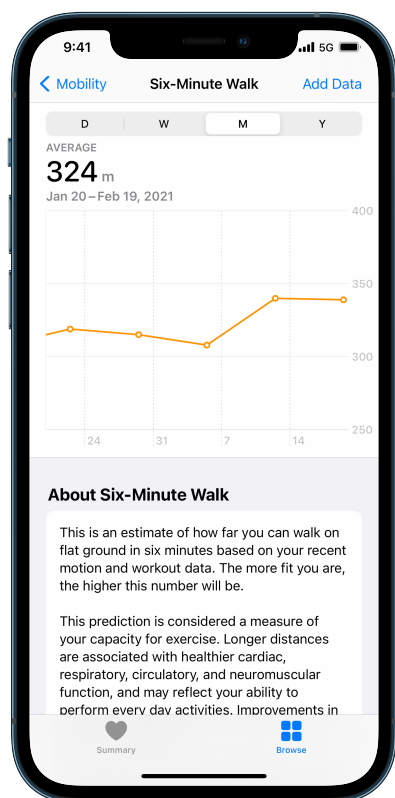 9:41 5G
Mobility Six-Minute Walk Add Data
D W M Y
AVERAGE
324 m
Jan 20–Feb 19, 2021
400
350
300
250
24 31 7 14
About Six-Minute Walk
This is an estimate of how far you can walk on
flat ground in six minutes based on your recent
motion and workout data. The more fit you are,
the higher this number will be.
This prediction is considered a measure of
your capacity for exercise. Longer distances
are associated with healthier cardiac,
respiratory, circulatory, and neuromuscular
function, and may reflect your ability to
perform every day activities. Improvements in
Summary Browse